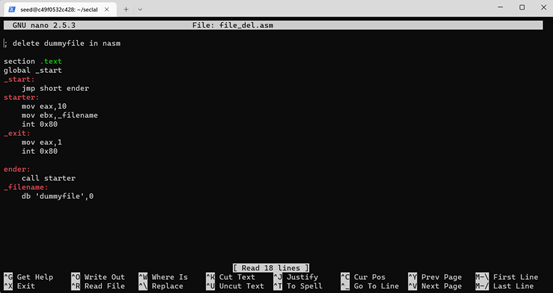 seed@c49f0532c428: ~/seclal
GNU nano 2.5.3 File: file_del.asm
; delete dummyfile in nasm
section .text
global _start
_start:
jmp short ender
starter:
mov eax,10
mov ebx,_filename
int 0x80
_exit:
mov eax,1
int 0x80
ender:
call starter
_filename:
db 'dummyfile',0
[ Read 18 lines ]
^G Get Help ^O Write Out ^W Where Is ^K Cut Text ^J Justify ^C Cur Pos ^Y Prev Page M-\ First Line
^X Exit ^R Read File ^\ Replace ^U Uncut Text ^T To Spell ^_ Go To Line ^V Next Page M-/ Last Line